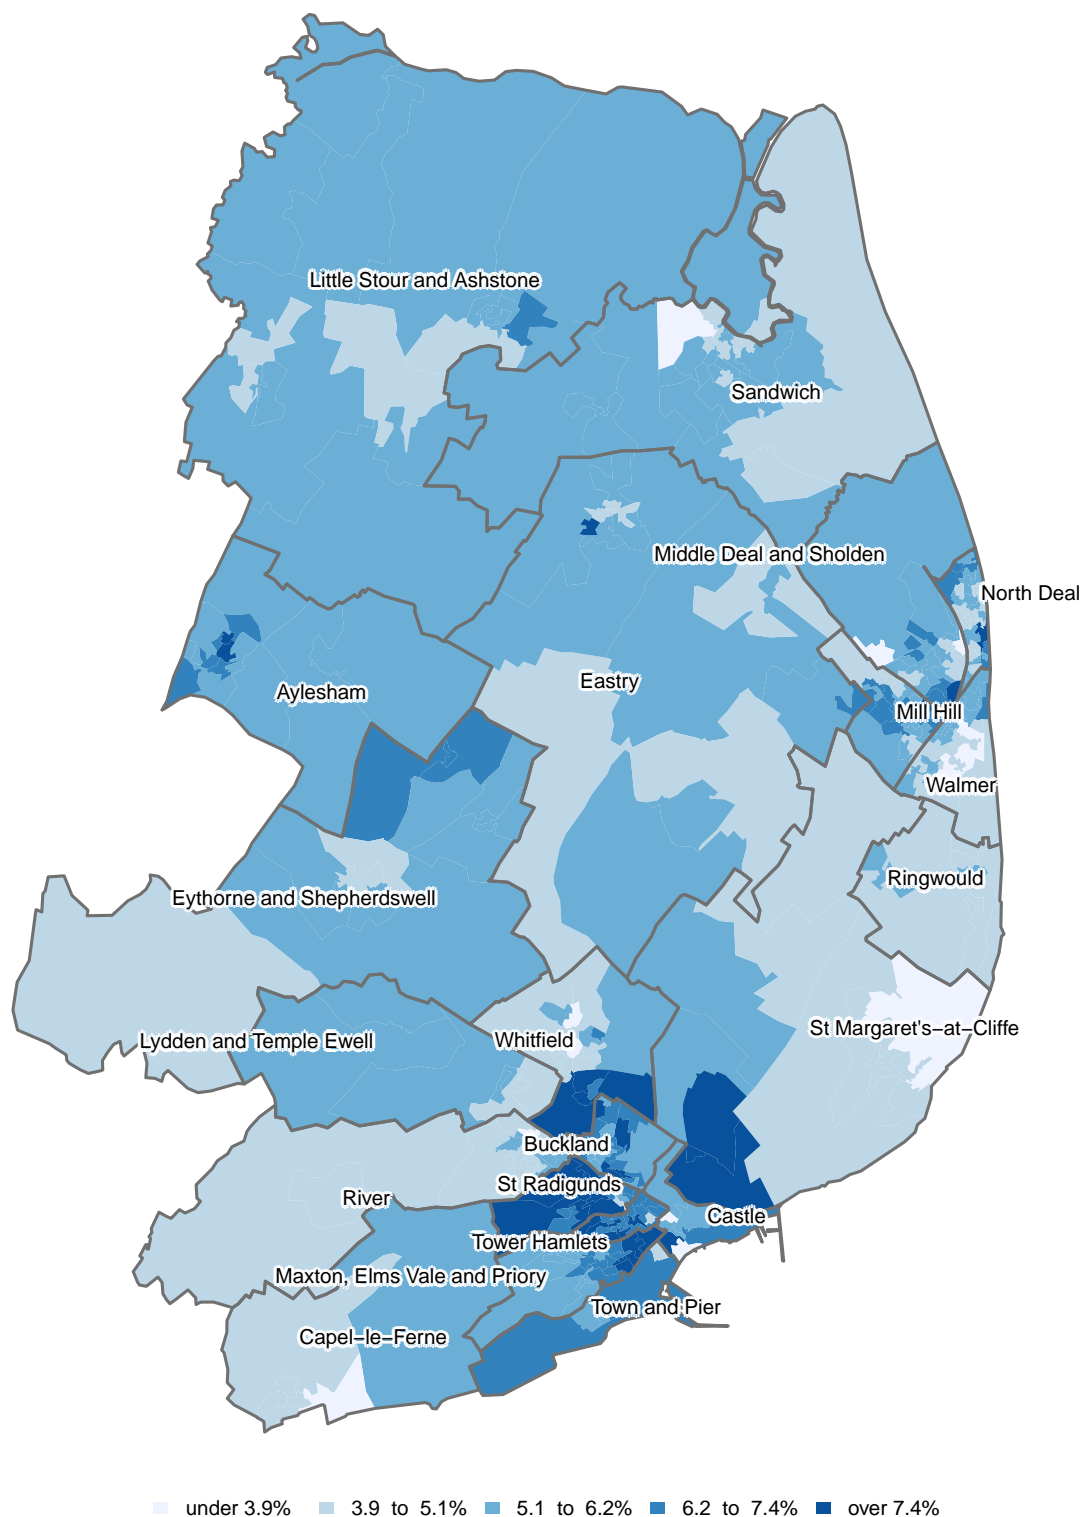 Little Stour and Ashstone
Sandwich
Middle Deal and Sholden
North Deal
Eastry
Aylesham
Mill Hill
Walmer
Ringwould
Eythorne and Shepherdswell
St Margaret's−at−Cliffe
Lydden and Temple Ewell
Whitfield
Buckland
St Radigunds
River
Castle
Tower Hamlets
Maxton, Elms Vale and Priory
Town and Pier
Capel−le−Ferne
under 3.9% 3.9 to 5.1% 5.1 to 6.2% 6.2 to 7.4% over 7.4%